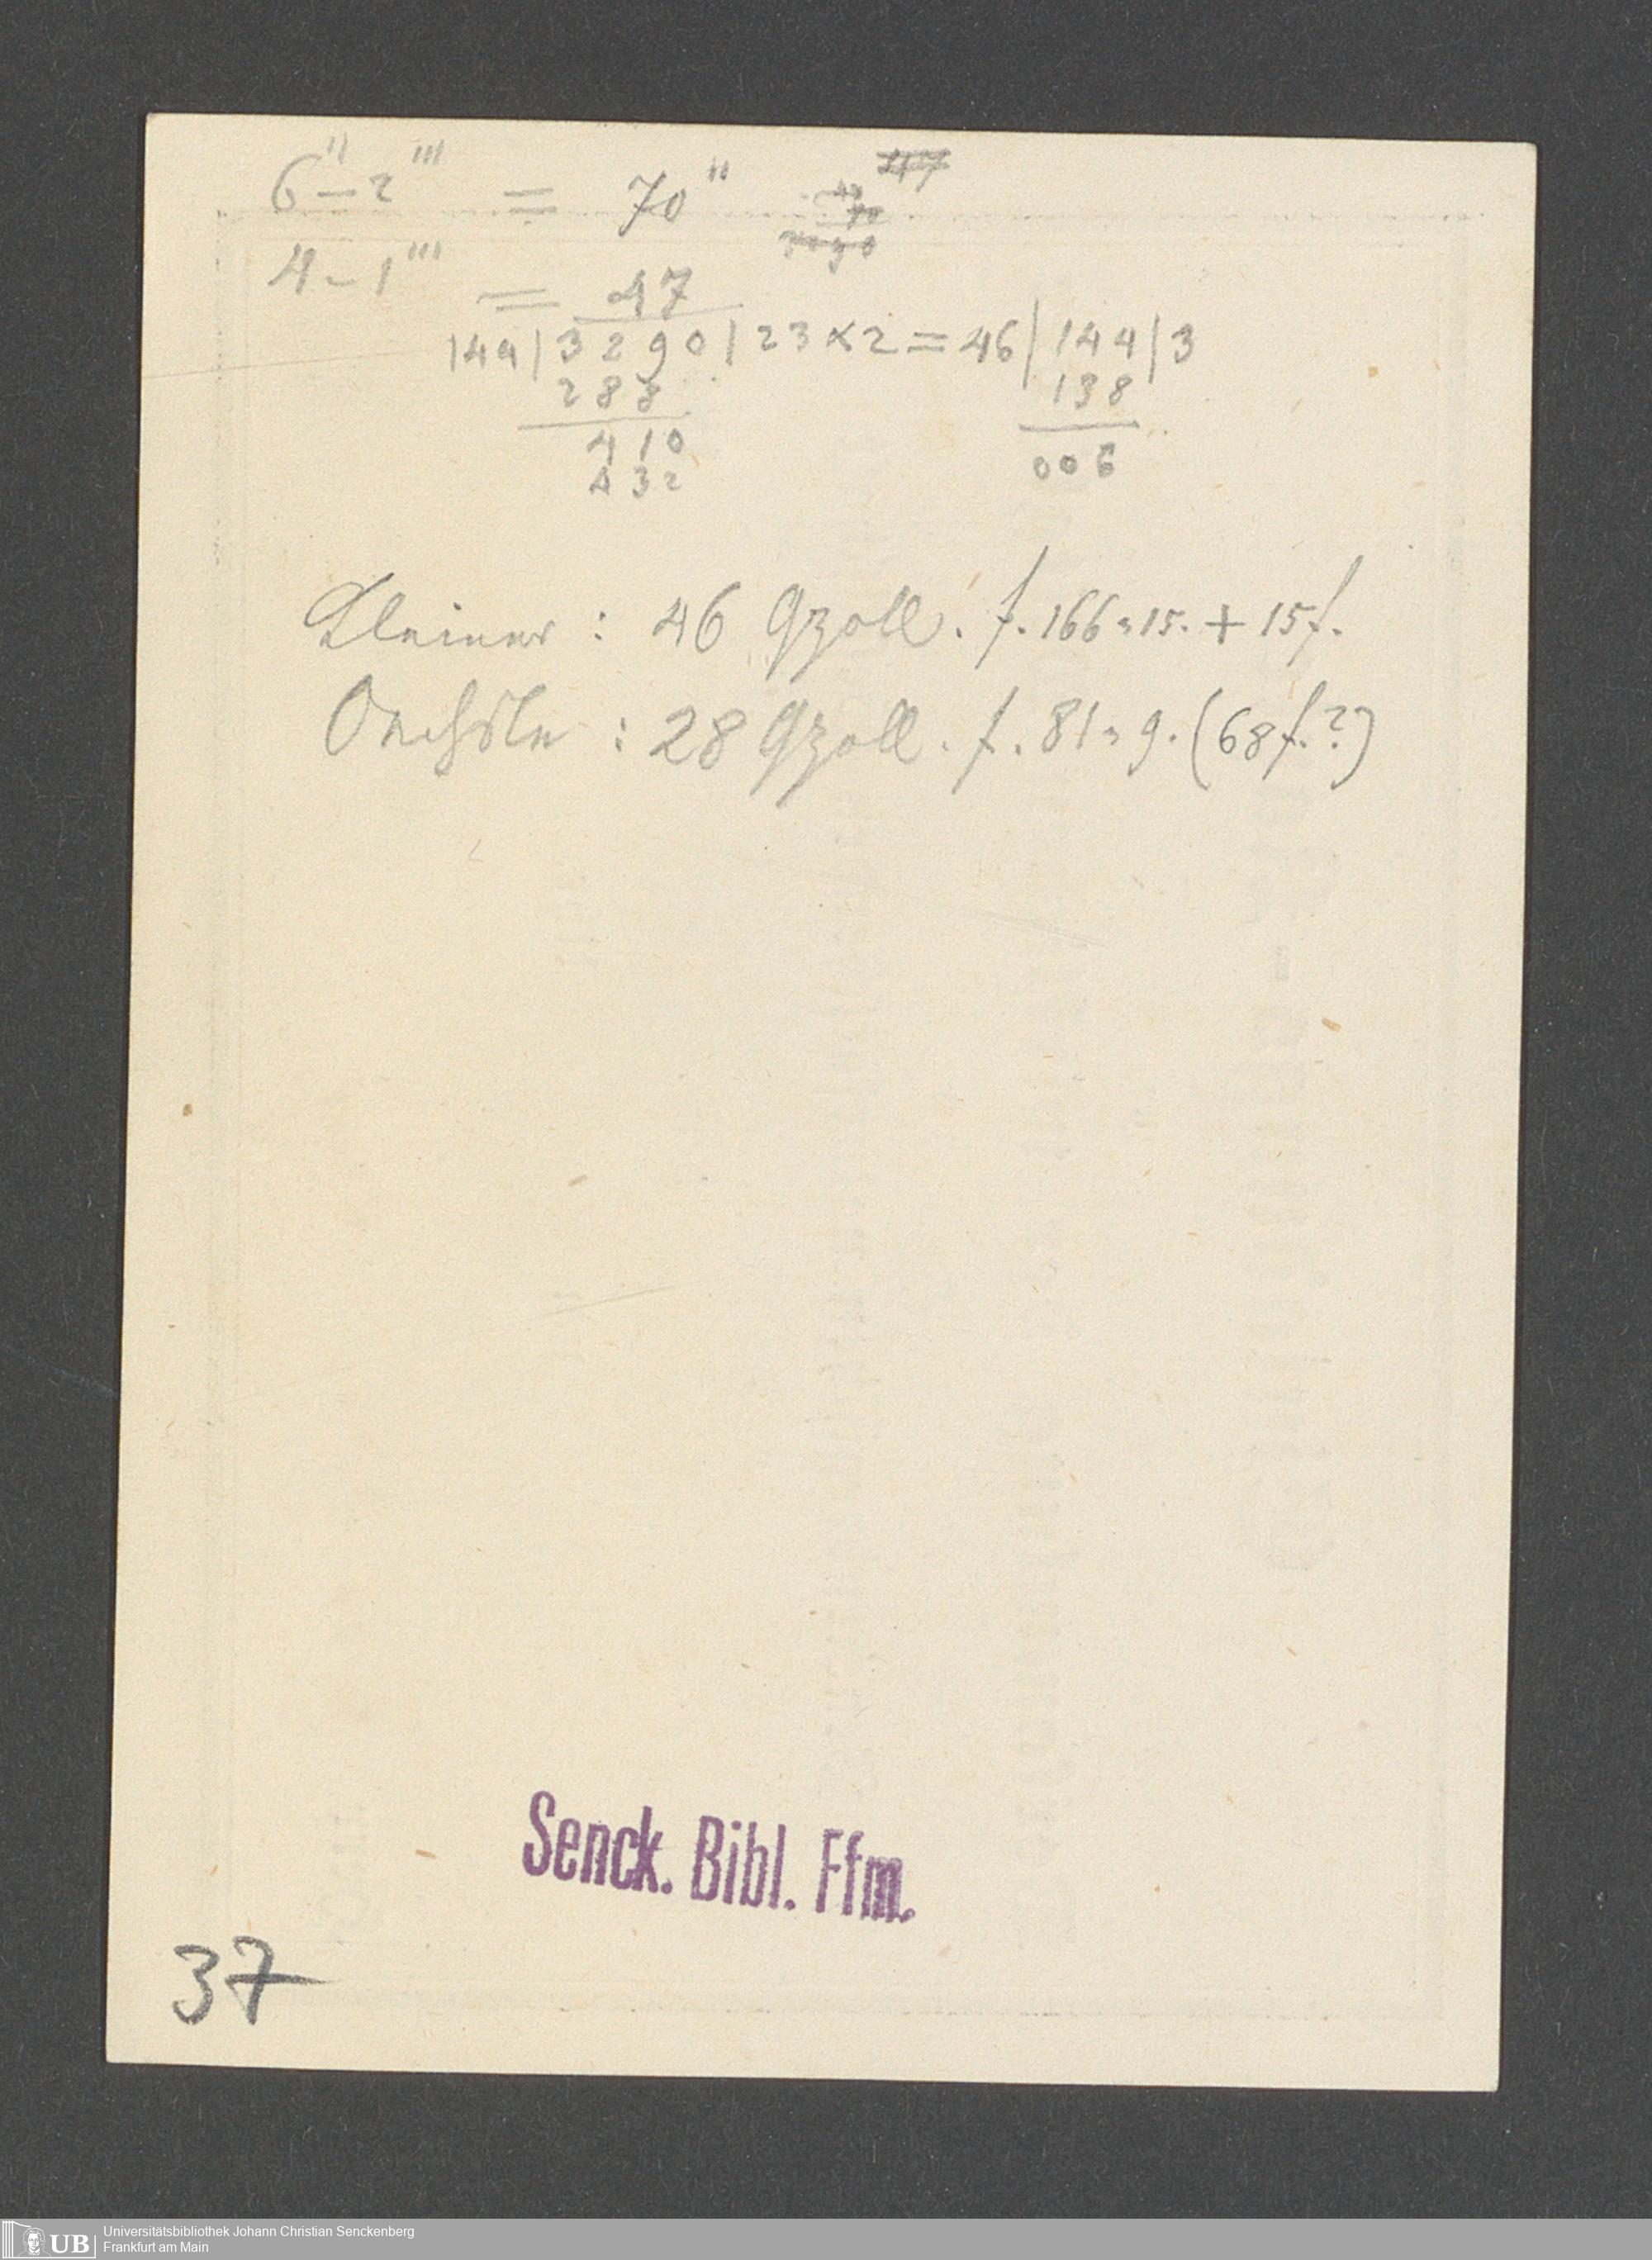 6" – 2''' = 70"
4 – 1''' = 47
144 | 3290 | 23 × 2 = 46 | 144 | 3
288 138
410 006
432
Kleiner : 46 Qzoll. f. 166 = 15. + 15 f.
: 28 Qzoll. f. 81 = 9. (68 f.?)
Senck. Bibl. Ffm.
37
UB
Universitätsbibliothek Johann Christian Senckenberg
Frankfurt am Main